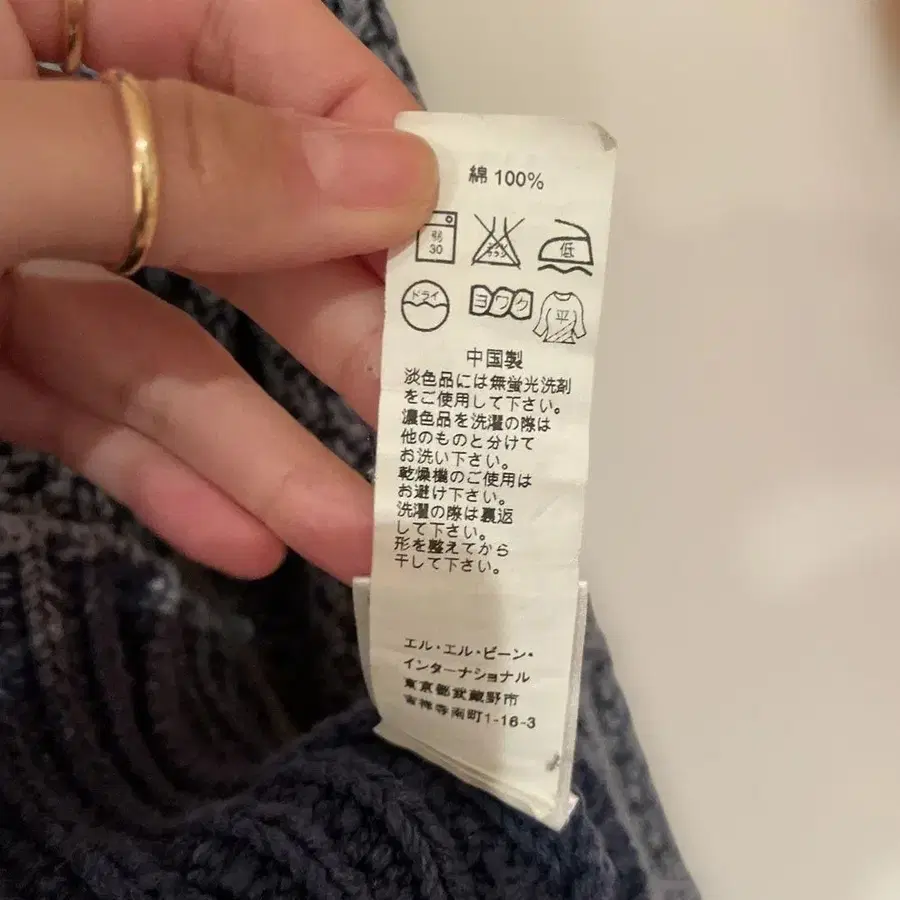 綿 100%
弱
30
低
ドライ
ヨワク
平
中国製
淡色品には無蛍光洗剤
をご使用して下さい。
濃色品を洗濯の際は
他のものと分けて
お洗い下さい。
乾燥機のご使用は
お避け下さい。
洗濯の際は裏返
して下さい。
形を整えてから
干して下さい。
エル・エル・ビーン・
インターナショナル
東京都武蔵野市
吉祥寺南町1-16-3